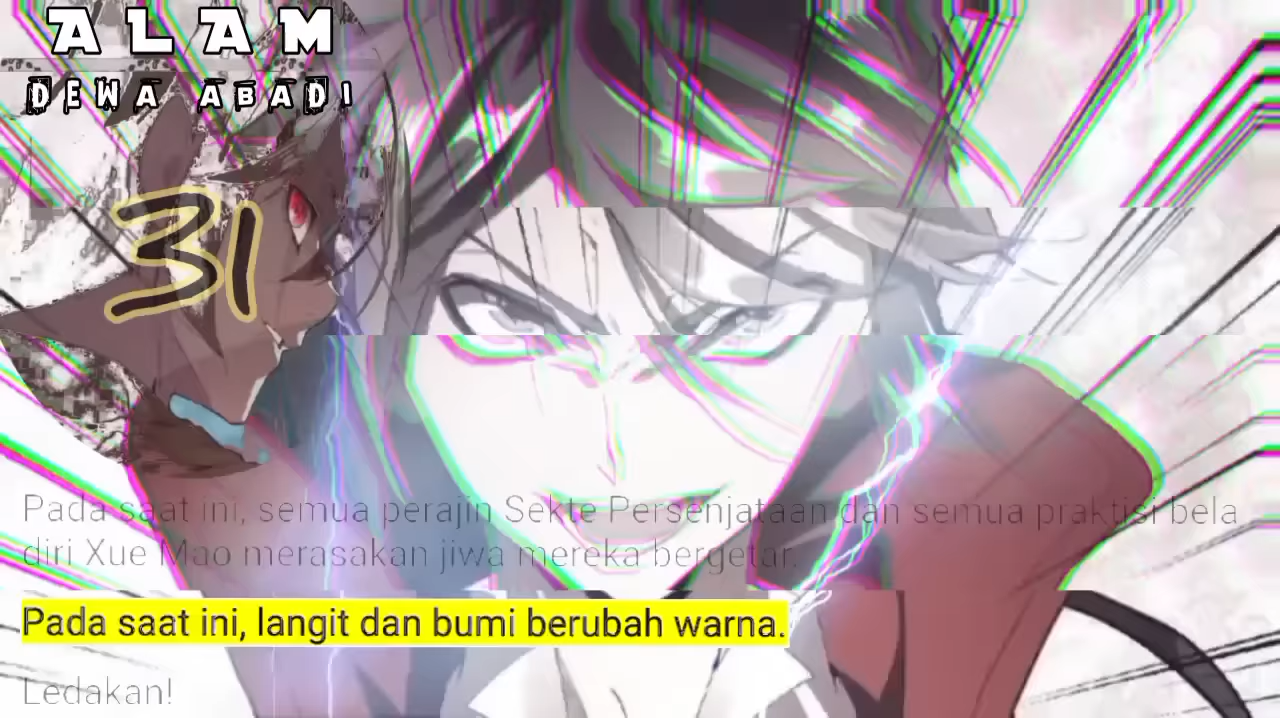 ALAM
DEWA ABADI
31
Pada saat ini, semua perajin Sekte Persenjataan dan semua praktisi bela
diri Xue Mao merasakan jiwa mereka bergetar.
Pada saat ini, langit dan bumi berubah warna.
Ledakan!